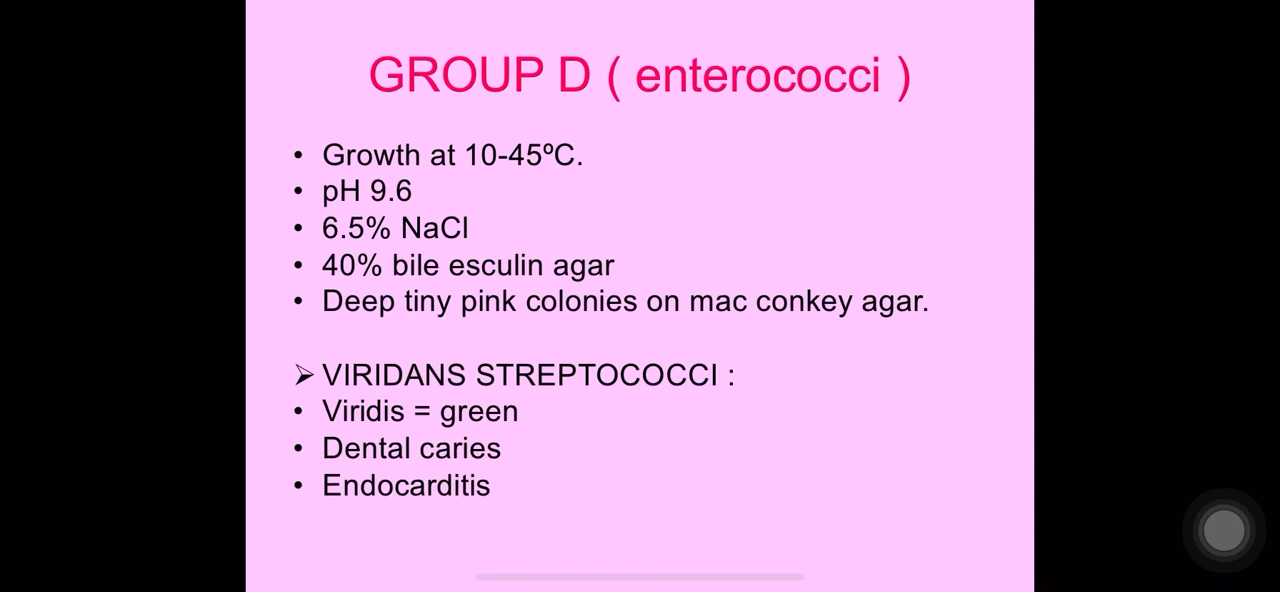 GROUP D ( enterococci )
• Growth at 10-45ºC.
• pH 9.6
• 6.5% NaCl
• 40% bile esculin agar
• Deep tiny pink colonies on mac conkey agar.
➢ VIRIDANS STREPTOCOCCI :
• Viridis = green
• Dental caries
• Endocarditis